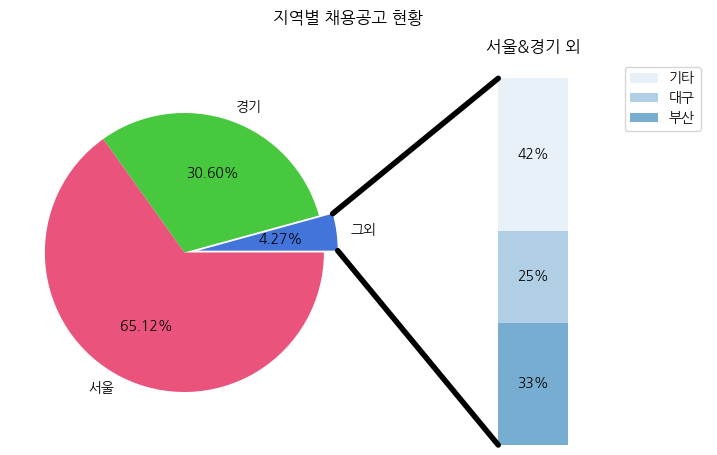 지역별 채용공고 현황
서울&경기 외
기타
대구
부산
경기
30.60%
그외
4.27%
65.12%
서울
42%
25%
33%